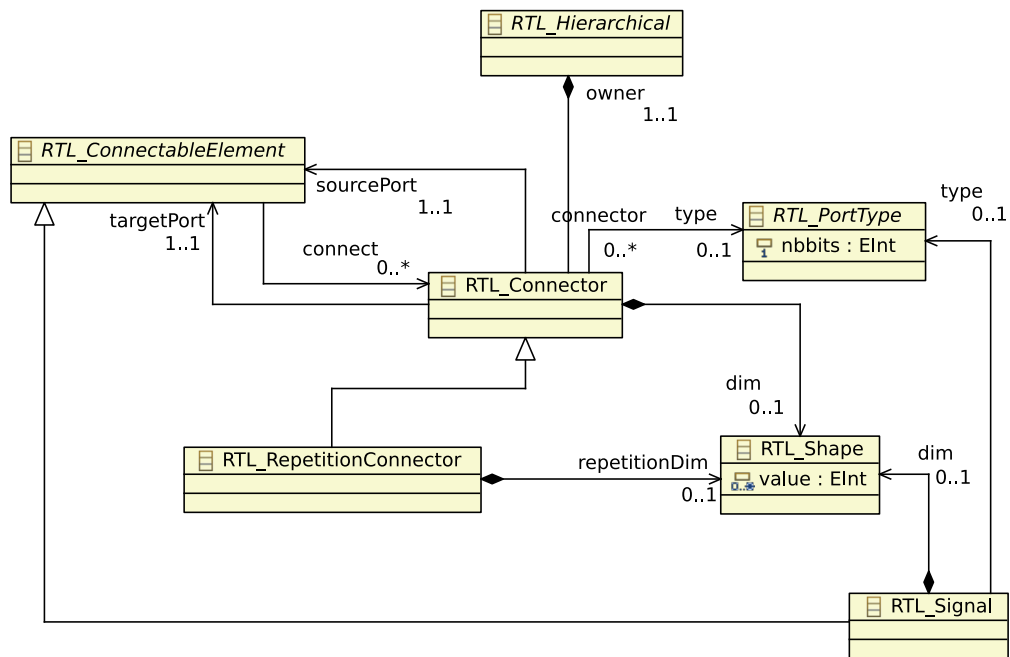 RTL_Hierarchical
owner
1..1
RTL_ConnectableElement
sourcePort
1..1
targetPort
1..1
connect
0..*
connector
0..*
type
0..1
RTL_PortType
1
nbbits : EInt
type
0..1
RTL_Connector
dim
0..1
RTL_RepetitionConnector
repetitionDim
0..1
RTL_Shape
0..*
value : EInt
dim
0..1
RTL_Signal